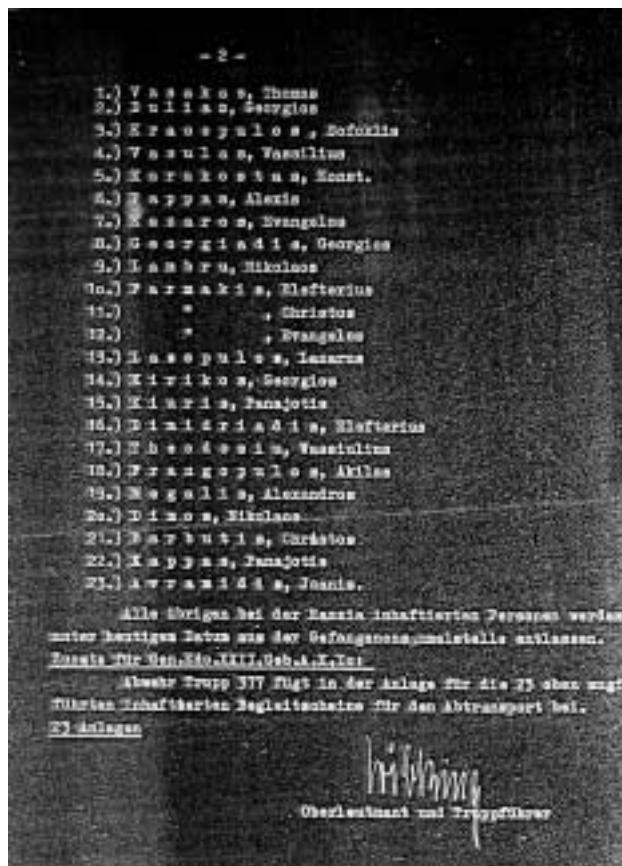 - 2 -
1.) V a s a k o s, Thomas
2.) D u l i a s, Georgios
3.) K r a s o p u l o s, Sofoklis
4.) V a s u l a s, Vassilius
5.) K a r a k o s t a s, Konst.
6.) P a p p a s, Alexis
7.) K a i a r o s, Evangelos
8.) G e o r g i a d i s, Georgios
9.) L a m b r u, Nikolaos
10.) P a r m a k i s, Elefterius
11.) " , Christos
12.) " , Evangelos
13.) L a s o p u l o s, Lazarus
14.) K i r i k o s, Georgios
15.) K i u r i s, Panajotis
16.) D i m i d r i a d i s, Elefterius
17.) T h e o d o s i u, Wassiulius
18.) F r a n g o p u l o s, Akilas
19.) M e g a l i s, Alexandros
20.) D i m o s, Nikolaos
21.) B a r b u t i s, Christos
22.) K a p p a s, Panajotis
23.) A v r a m i d i s, Joanis.
Alle übrigen bei der Razzia inhaftierten Personen werden
unter heutigem Datum aus der Gefangenensammelstelle entlassen.
Zusatz für Gen.Kdo.XXII.Geb.A.K.Ic:
Abwehr Trupp 377 fügt in der Anlage für die 23 oben angf
führten Inhaftierten Begleitscheine für den Abtransport bei.
23 Anlagen
Oberleutnant und Truppführer